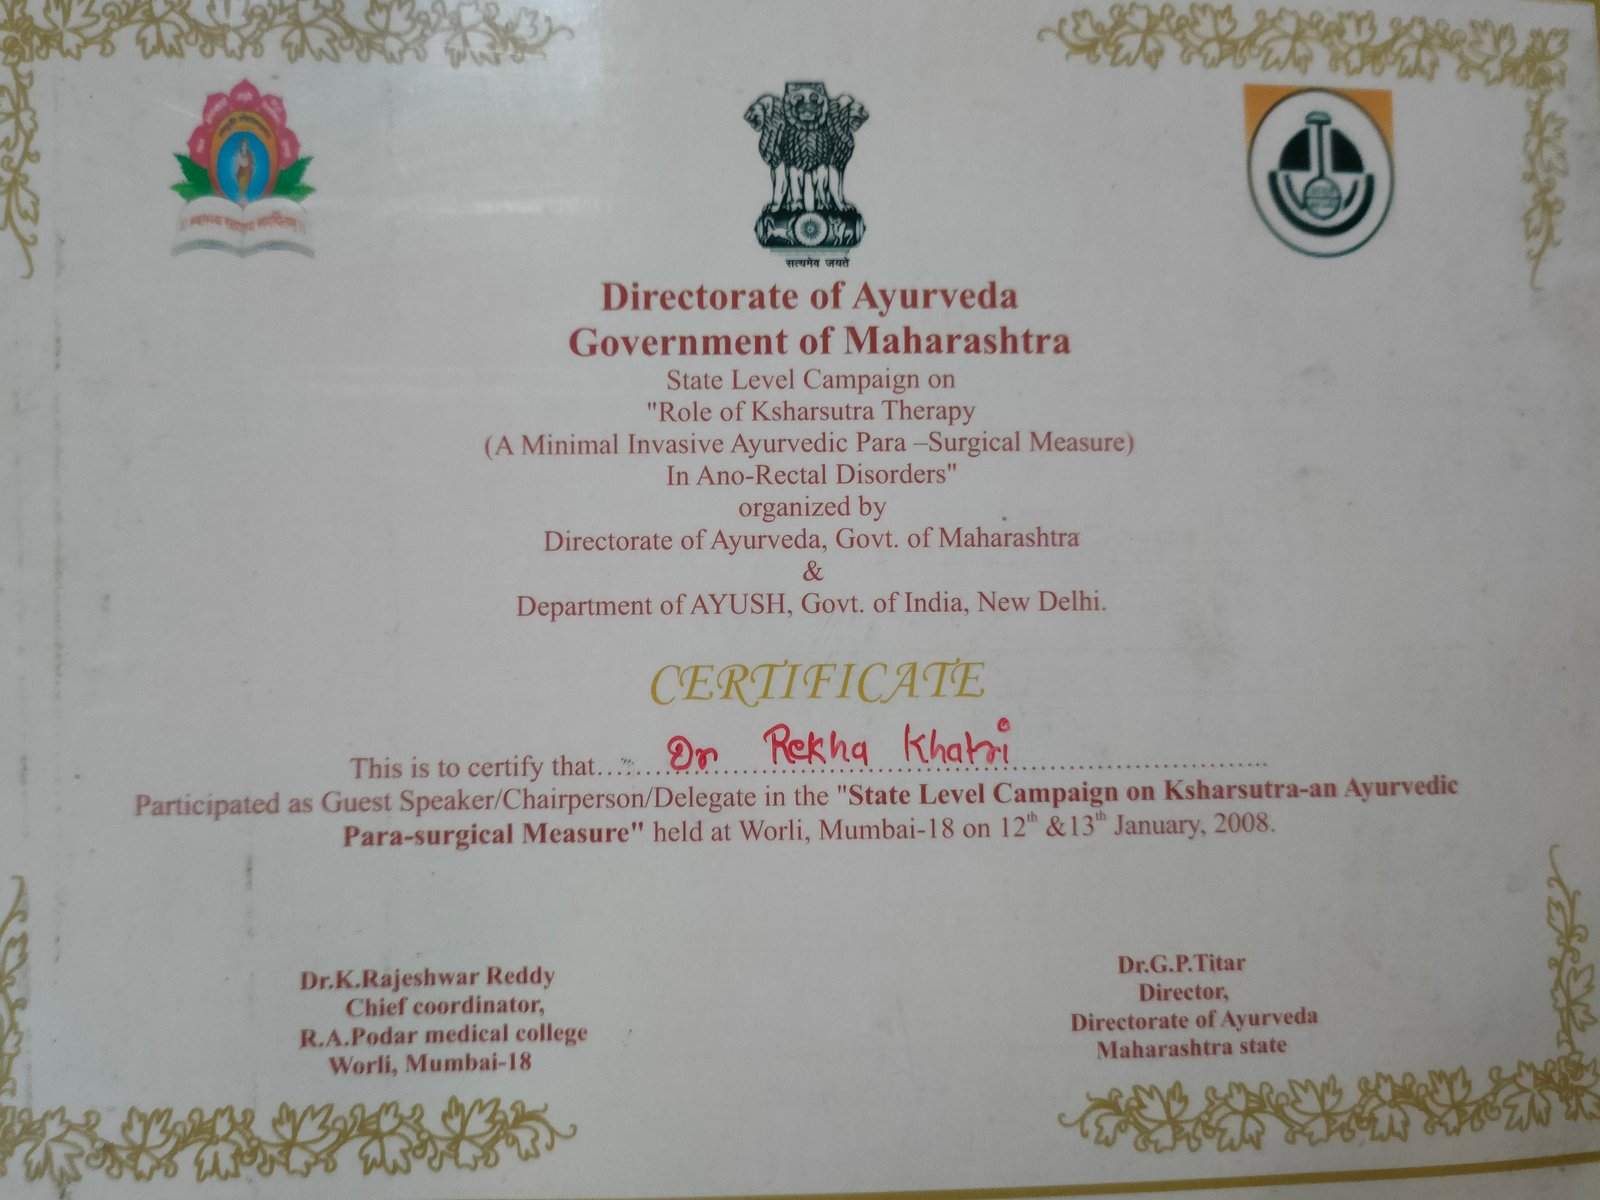 स्वास्थ्य
सत्यमेव जयते
Directorate of Ayurveda
Government of Maharashtra
State Level Campaign on
"Role of Ksharsutra Therapy
(A Minimal Invasive Ayurvedic Para –Surgical Measure)
In Ano-Rectal Disorders"
organized by
Directorate of Ayurveda, Govt. of Maharashtra
&
Department of AYUSH, Govt. of India, New Delhi.
CERTIFICATE
This is to certify that...... Dr Rekha Khatri ......
Participated as Guest Speaker/Chairperson/Delegate in the "State Level Campaign on Ksharsutra-an Ayurvedic
Para-surgical Measure" held at Worli, Mumbai-18 on 12th &13th January, 2008.
Dr.K.Rajeshwar Reddy
Chief coordinator,
R.A.Podar medical college
Worli, Mumbai-18
Dr.G.P.Titar
Director,
Directorate of Ayurveda
Maharashtra state